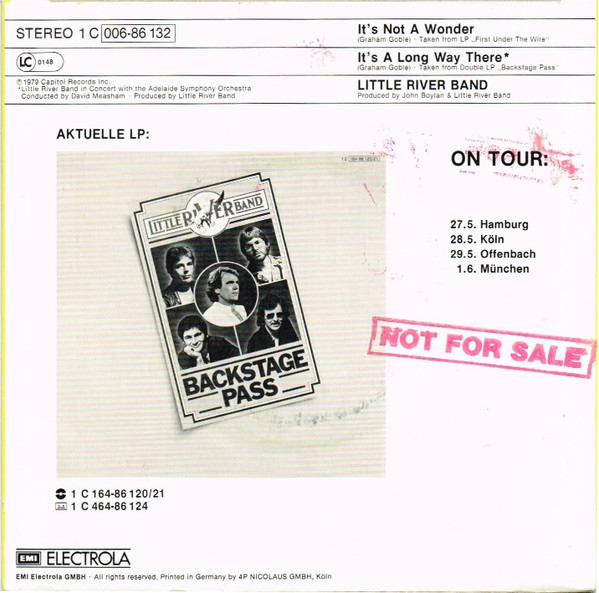 STEREO 1 C 006-86 132
LC 0148
℗1979 Capitol Records Inc.
*Little River Band in Concert with the Adelaide Symphony Orchestra
Conducted by David Measham · Produced by Little River Band
It's Not A Wonder
(Graham Goble) · Taken from LP „First Under The Wire"
It's A Long Way There*
(Graham Goble) · Taken from Double LP „Backstage Pass"
LITTLE RIVER BAND
Produced by John Boylan & Little River Band
AKTUELLE LP:
1 C 164-86 120/21
LITTLE RIVER BAND
BACKSTAGE
PASS
ON TOUR:
27.5. Hamburg
28.5. Köln
29.5. Offenbach
1.6. München
NOT FOR SALE
1 C 164-86 120/21
1 C 464-86 124
EMI ELECTROLA
EMI Electrola GMBH · All rights reserved, Printed in Germany by 4P NICOLAUS GMBH, Köln